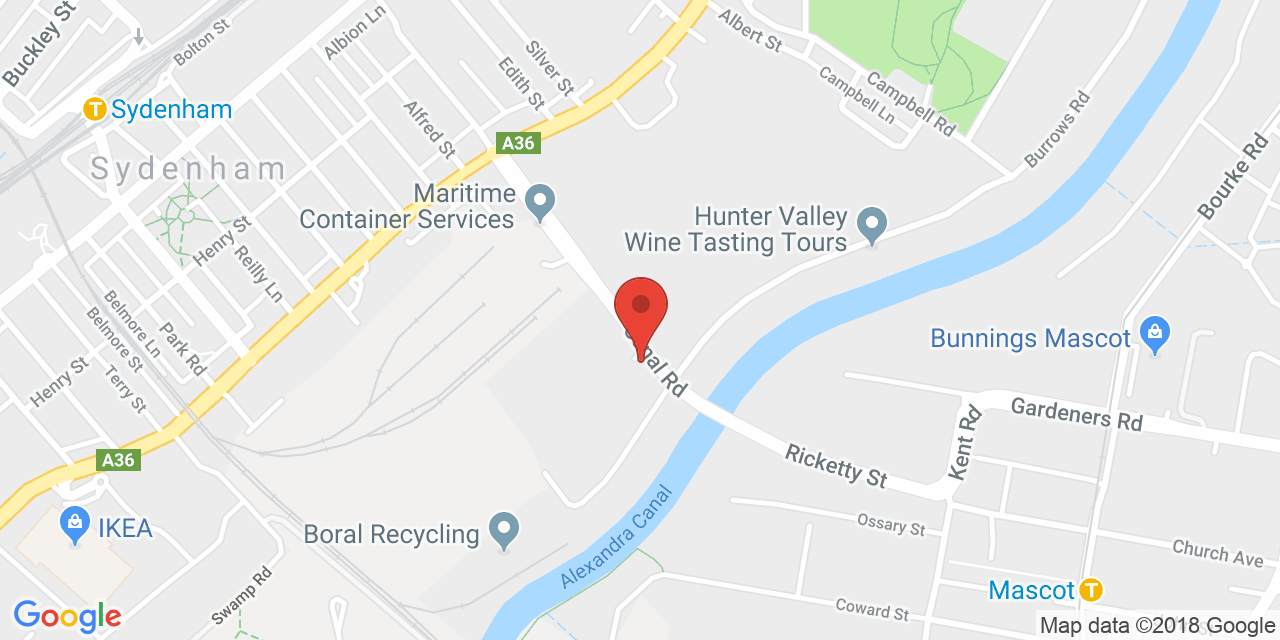 Buckley St
Bolton St
Albion Ln
Silver St
Edith St
Albert St
Campbell Ln
Campbell Rd
Burrows Rd
Bourke Rd
Sydenham
Sydenham
Alfred St
A36
Maritime
Container Services
Hunter Valley
Wine Tasting Tours
Henry St
Reilly Ln
Belmore Ln
Belmore St
Park Rd
Terry St
Henry St
Bunnings Mascot
Rd
Gardeners Rd
Kent Rd
Ricketty St
A36
IKEA
Boral Recycling
Alexandra Canal
Ossary St
Church Ave
Swamp Rd
Mascot
Coward St
Google
Map data ©2018 Google